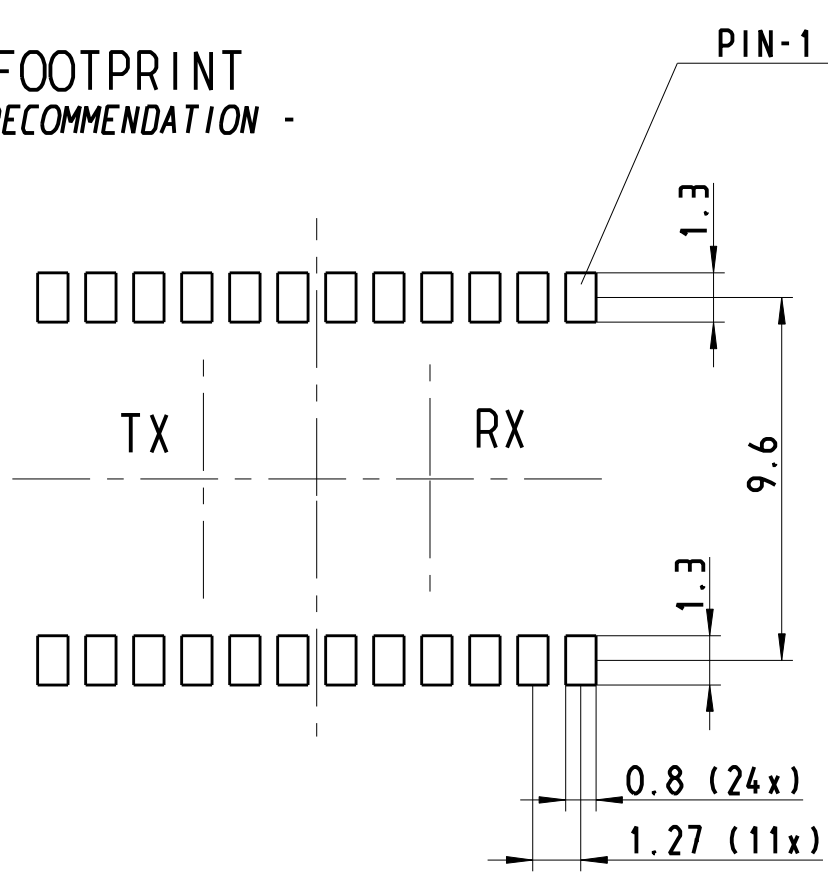 PIN-1
FOOTPRINT
RECOMMENDATION -
1.3
TX
RX
9.6
1.3
0.8 (24x)
1.27 (11x)